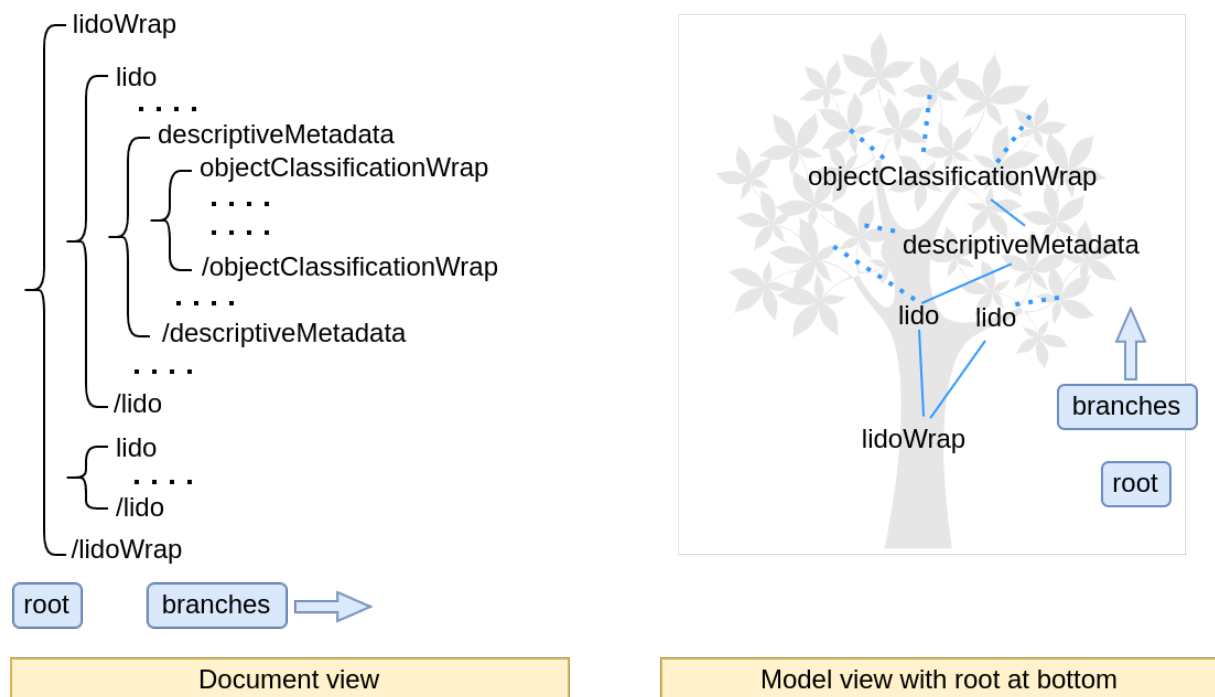 lidoWrap
lido
. . . .
descriptiveMetadata
objectClassificationWrap
. . . .
. . . .
/objectClassificationWrap
. . . .
/descriptiveMetadata
. . . .
/lido
lido
. . . .
/lido
/lidoWrap
root
branches
Document view
objectClassificationWrap
descriptiveMetadata
lido
lido
lidoWrap
branches
root
Model view with root at bottom